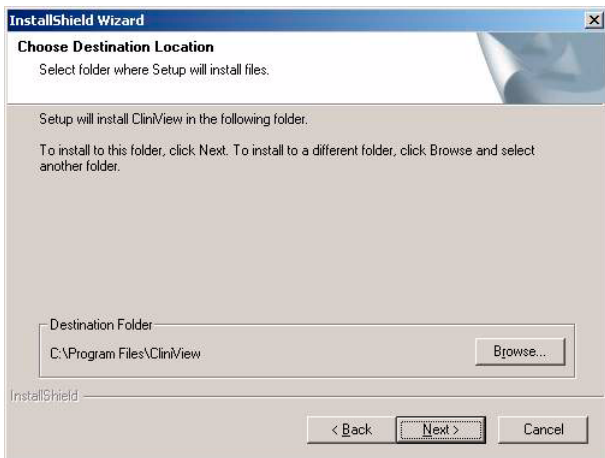 InstallShield Wizard
Choose Destination Location
Select folder where Setup will install files.
Setup will install CliniView in the following folder.
To install to this folder, click Next. To install to a different folder, click Browse and select
another folder.
Destination Folder
C:\Program Files\CliniView
Browse...
InstallShield
< Back
Next >
Cancel